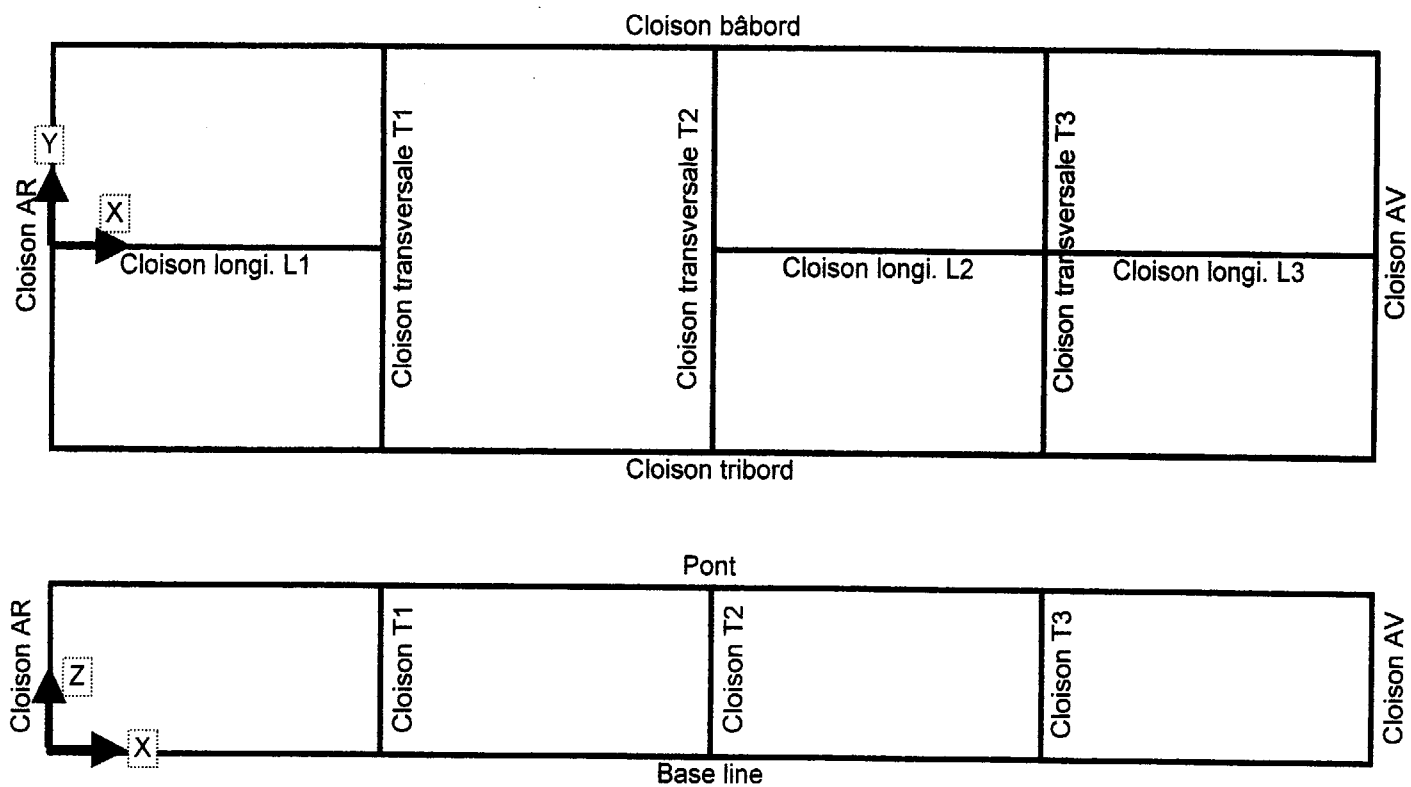 Cloison bâbord
Cloison AR
Y
X
Cloison longi. L1
Cloison transversale T1
Cloison transversale T2
Cloison longi. L2
Cloison transversale T3
Cloison longi. L3
Cloison AV
Cloison tribord
Pont
Cloison AR
Z
X
Cloison T1
Cloison T2
Cloison T3
Cloison AV
Base line